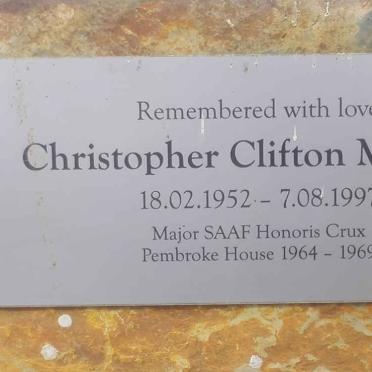 Remembered with love
Christopher Clifton M
18.02.1952 – 7.08.1997
Major SAAF Honoris Crux
Pembroke House 1964 – 1969